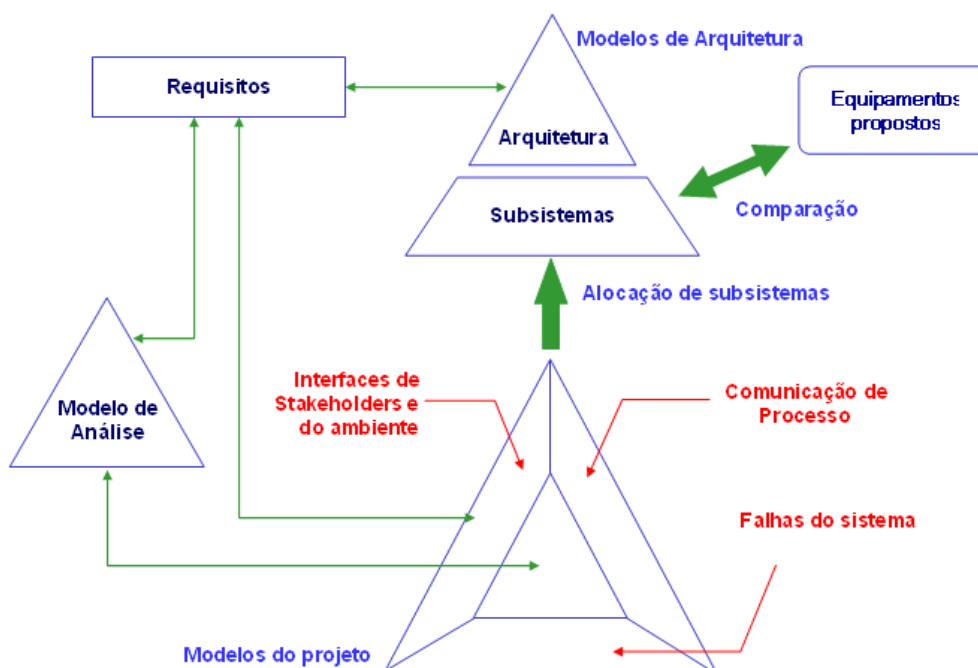 Modelos de Arquitetura
Requisitos
Equipamentos
propostos
Arquitetura
Subsistemas
Comparação
Alocação de subsistemas
Interfaces de
Stakeholders e
do ambiente
Comunicação de
Processo
Modelo de
Análise
Falhas do sistema
Modelos do projeto